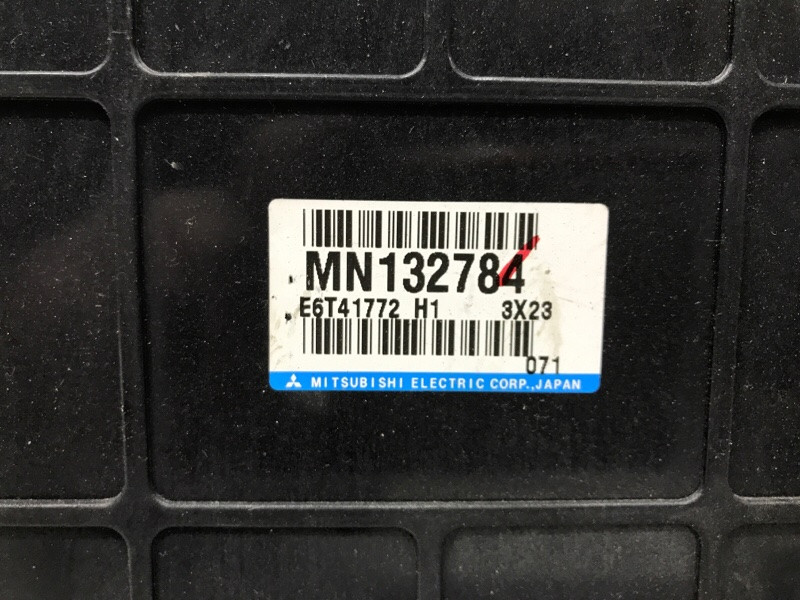 MN132784
E6T41772 H1 3X23
071
MITSUBISHI ELECTRIC CORP.,JAPAN